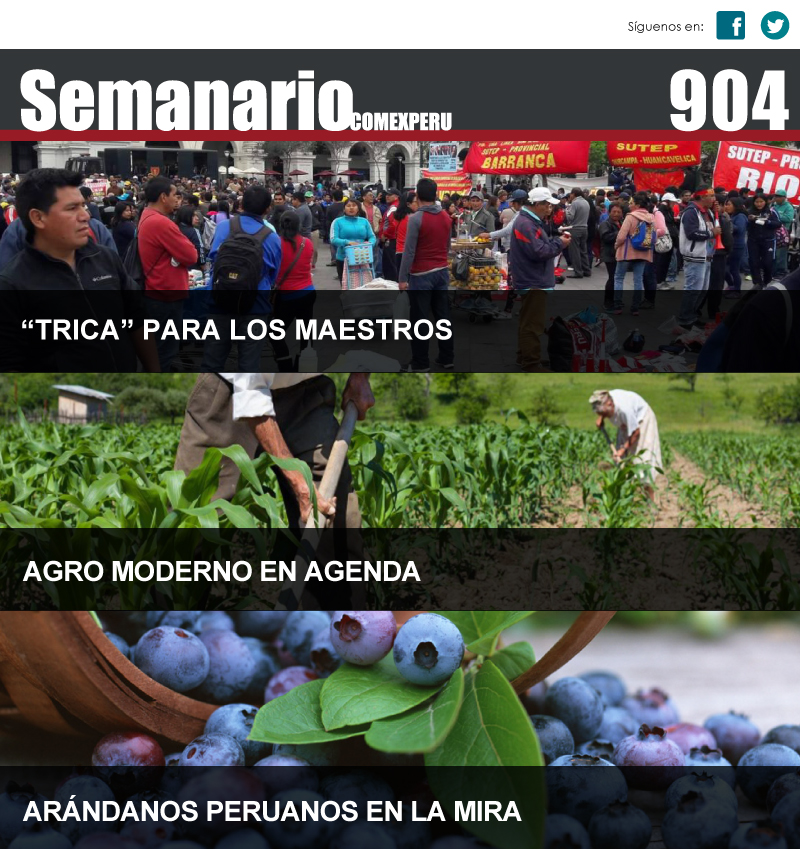 Síguenos en:
Semanario COMEXPERU 904
SUTEP - PROVINCIAL
BARRANCA
SUTEP
HUANCAVELICA
SUTEP - PRO
RIO
“TRICA” PARA LOS MAESTROS
AGRO MODERNO EN AGENDA
ARÁNDANOS PERUANOS EN LA MIRA